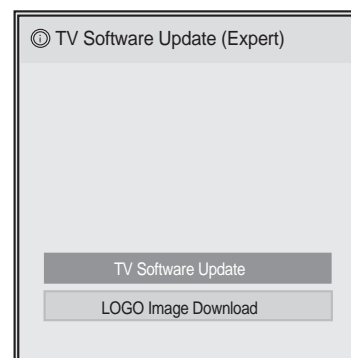 ⓘ TV Software Update (Expert)
TV Software Update
LOGO Image Download